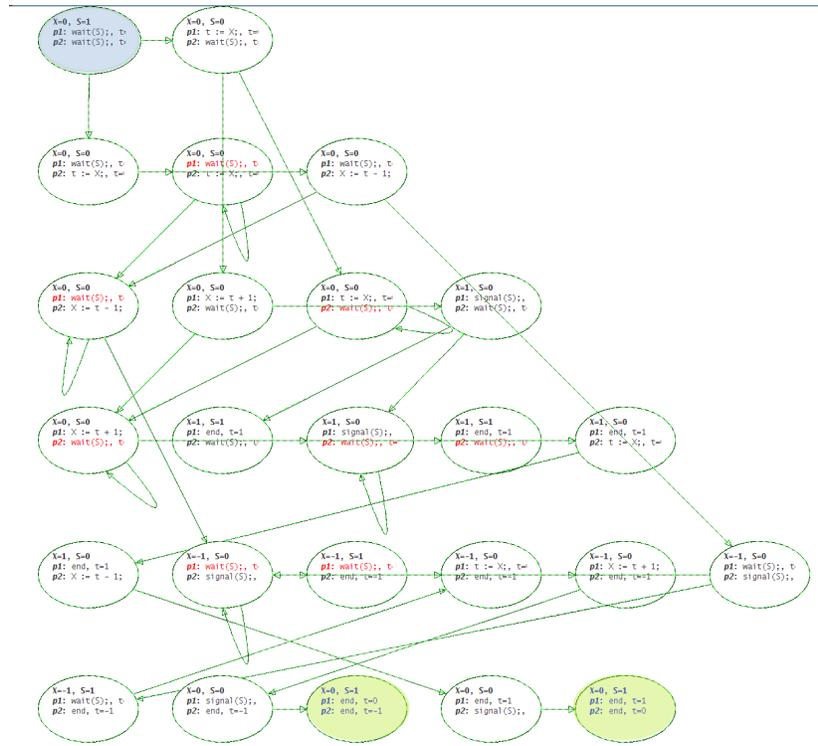 X=0, S=1
p1: wait(S);, t=
p2: wait(S);, t=
X=0, S=0
p1: t := X;, t=
p2: wait(S);, t=
X=0, S=0
p1: wait(S);, t
p2: t := X;, t=
X=0, S=0
p1: wait(S);, t
p2: t := X;, t=
X=0, S=0
p1: wait(S);, t
p2: X := t - 1;
X=0, S=0
p1: wait(S);, t
p2: X := t - 1;
X=0, S=0
p1: X := t + 1;
p2: wait(S);, t
X=0, S=0
p1: t := X;, t=
p2: wait(S);, t
X=1, S=0
p1: signal(S);,
p2: wait(S);, t
X=0, S=0
p1: X := t + 1;
p2: wait(S);, t
X=1, S=1
p1: end, t=1
p2: wait(S);, t
X=1, S=0
p1: signal(S);,
p2: wait(S);, t=
X=1, S=1
p1: end, t=1
p2: wait(S);, t
X=1, S=0
p1: end, t=1
p2: t := X;, t=
X=1, S=0
p1: end, t=1
p2: X := t - 1;
X=-1, S=0
p1: wait(S);, t
p2: signal(S);,
X=-1, S=1
p1: wait(S);, t
p2: end, t=-1
X=-1, S=0
p1: t := X;, t=
p2: end, t=-1
X=-1, S=0
p1: X := t + 1;
p2: end, t=-1
X=-1, S=0
p1: wait(S);, t
p2: signal(S);,
X=-1, S=1
p1: wait(S);, t
p2: end, t=-1
X=0, S=0
p1: signal(S);,
p2: end, t=-1
X=0, S=1
p1: end, t=0
p2: end, t=-1
X=0, S=0
p1: end, t=1
p2: signal(S);,
X=0, S=1
p1: end, t=1
p2: end, t=0